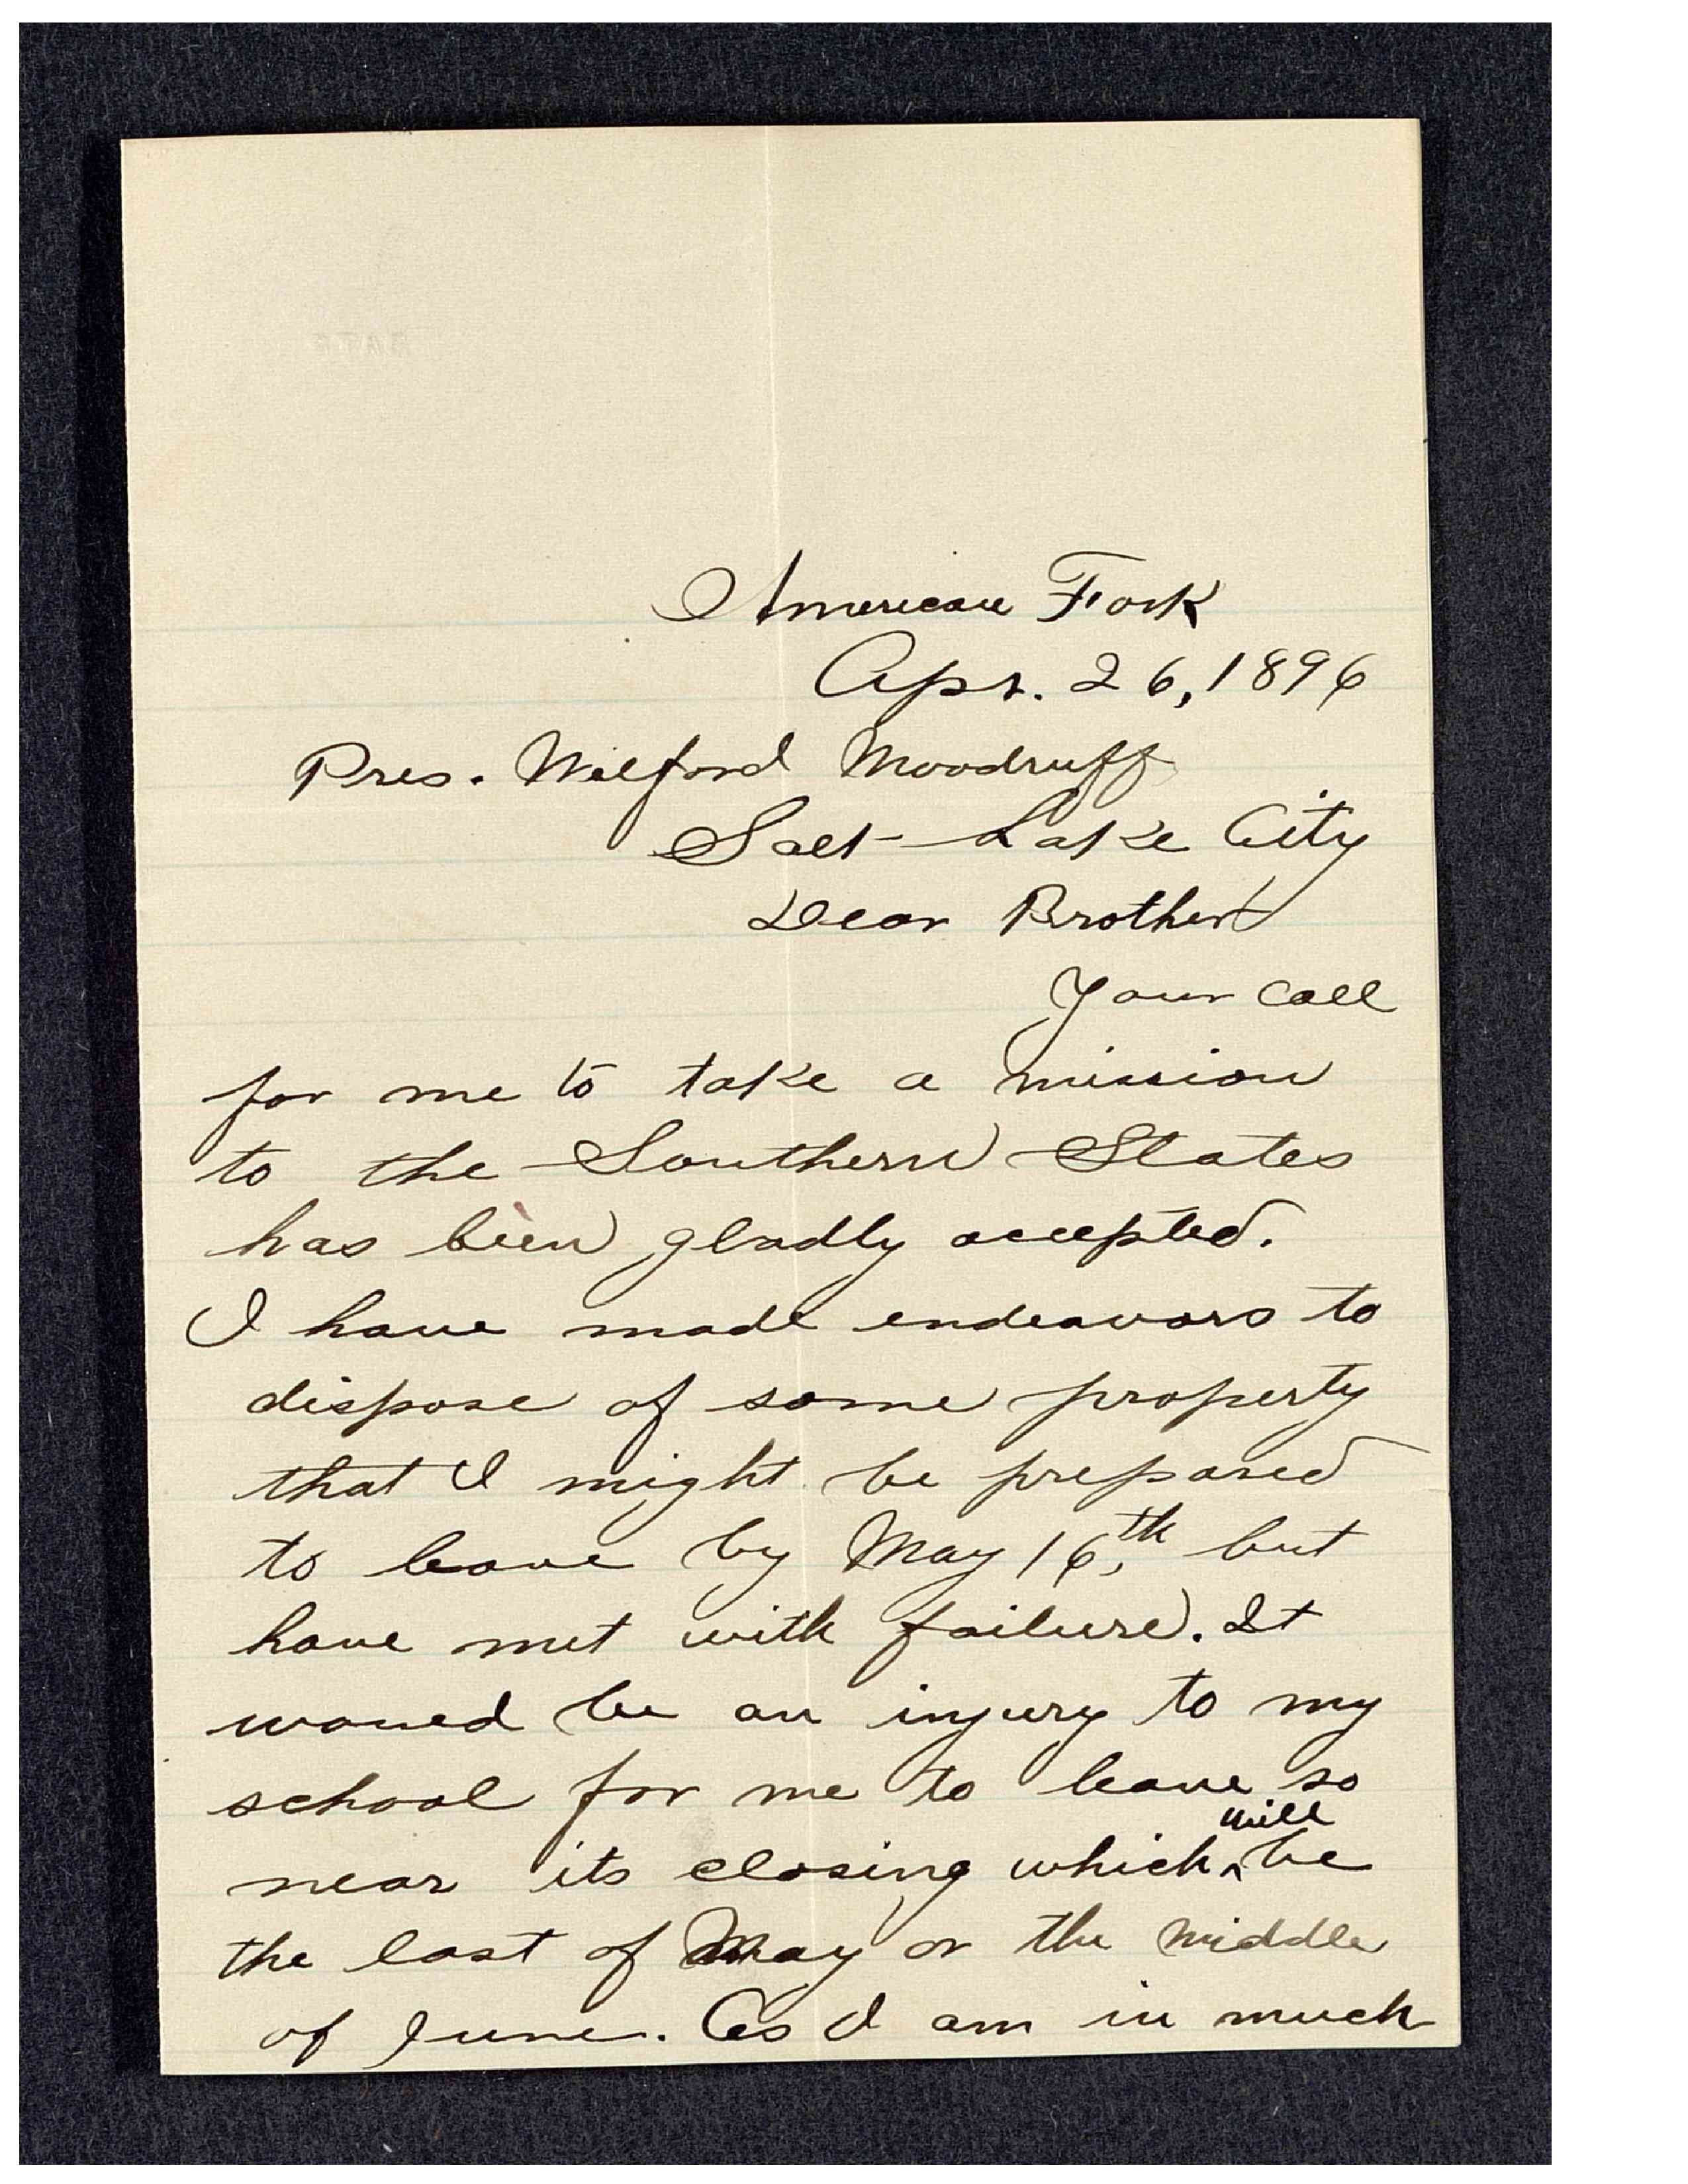 American Fork
Apr. 26, 1896
Pres. Wilford Woodruff
Salt Lake City
Dear Brother
Your call
for me to take a mission
to the Southern States
has been gladly accepted.
I have made endeavors to
dispose of some property
that I might be prepared
to leave by May 16th, but
have met with failure. It
would be an injury to my
school for me to leave so
will
near its closing which ^ be
the last of May or the middle
of June. As I am in much